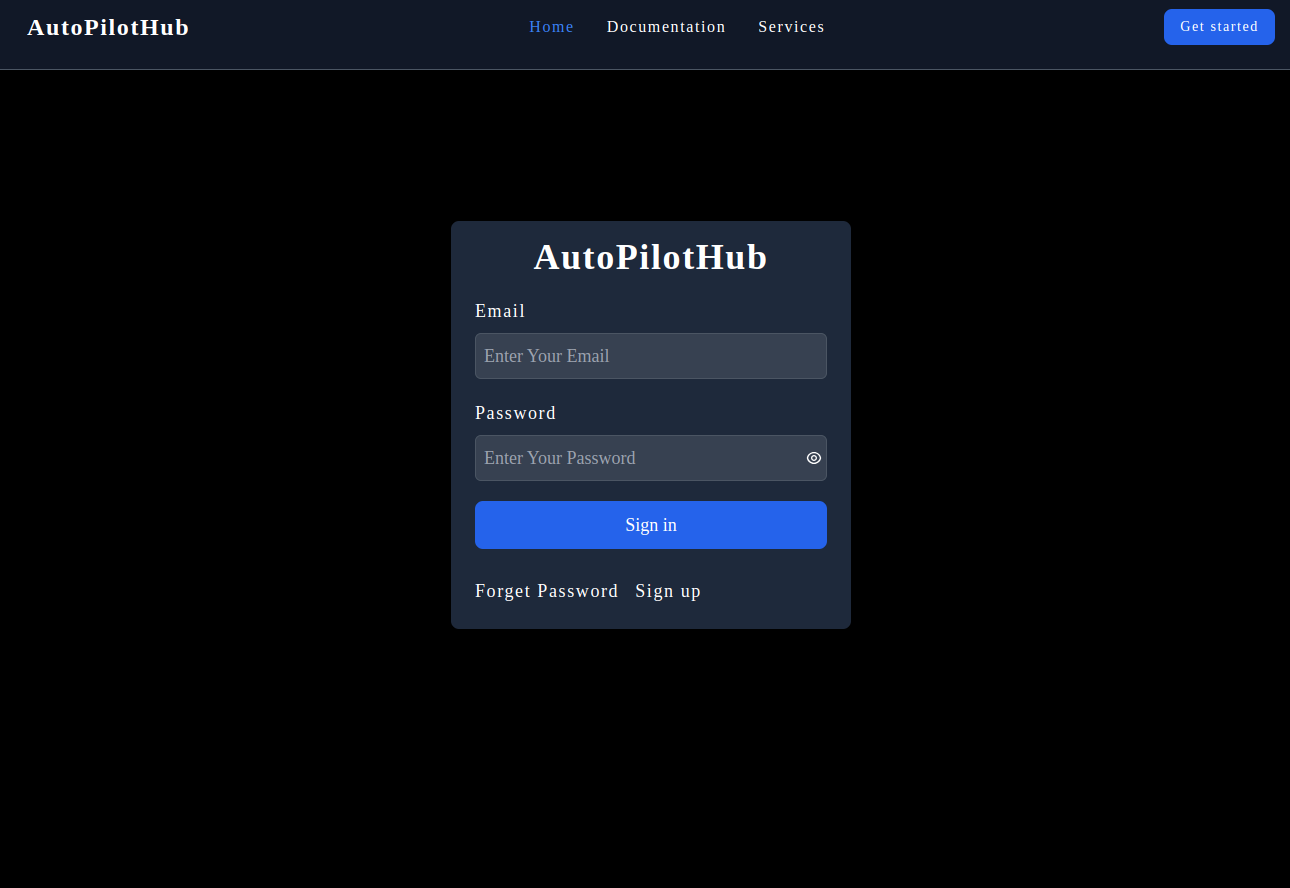 AutoPilotHub Home Documentation Services Get started
AutoPilotHub
Email
Enter Your Email
Password
Enter Your Password
Sign in
Forget Password Sign up